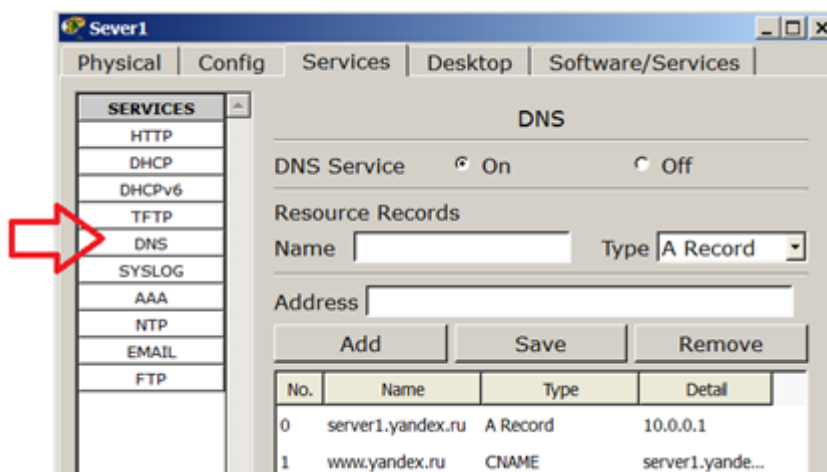 Sever1
Physical Config Services Desktop Software/Services
SERVICES
HTTP
DHCP
DHCPv6
TFTP
DNS
SYSLOG
AAA
NTP
EMAIL
FTP
DNS
DNS Service On Off
Resource Records
Name Type A Record
Address
Add Save Remove
No. Name Type Detail
0 server1.yandex.ru A Record 10.0.0.1
1 www.yandex.ru CNAME server1.yande...